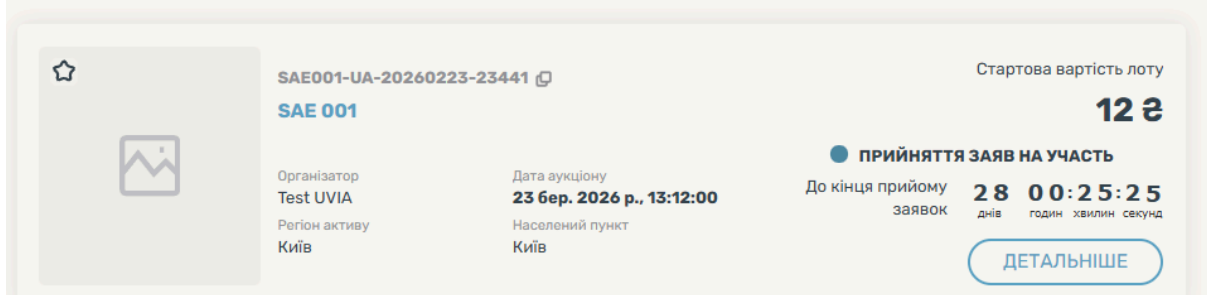 SAE001-UA-20260223-23441
SAE 001
Організатор
Test UVIA
Дата аукціону
23 бер. 2026 р., 13:12:00
Регіон активу
Київ
Населений пункт
Київ
Стартова вартість лоту
12 ₴
ПРИЙНЯТТЯ ЗАЯВ НА УЧАСТЬ
До кінця прийому
заявок
28 00:25:25
днів годин хвилин секунд
ДЕТАЛЬНІШЕ